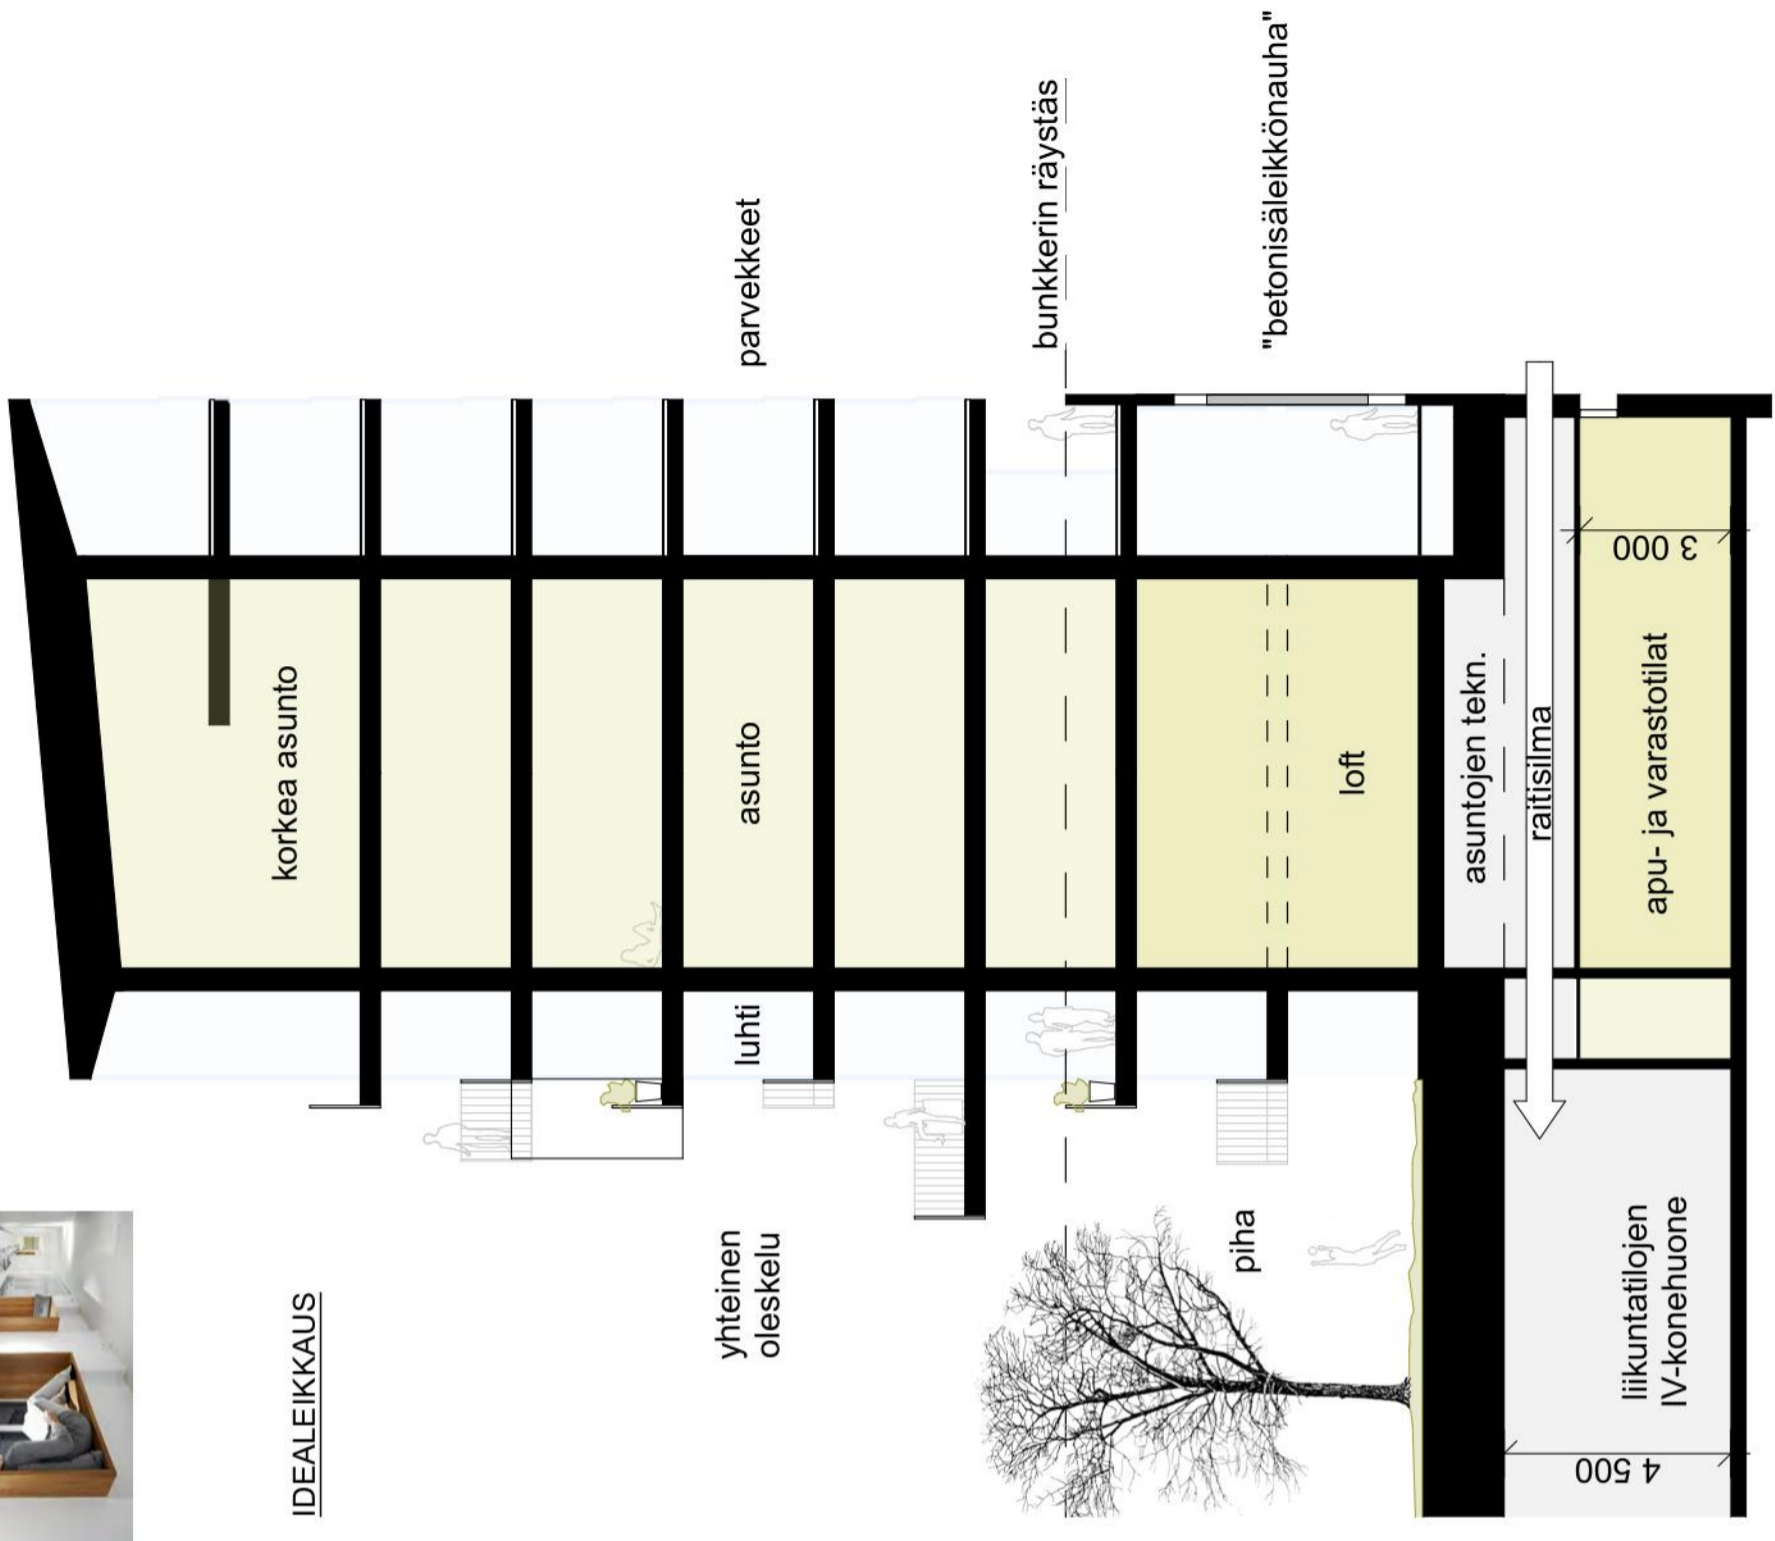 IDEALEIKKAUS
korkea asunto
yhteinen
oleskelu
luhti
asunto
parvekkeet
bunkkerin räystäs
piha
loft
"betonisäleikkönauha"
asuntojen tekn.
raitisilma
liikuntatilojen
IV-konehuone
apu- ja varastotilat
3 000
4 500